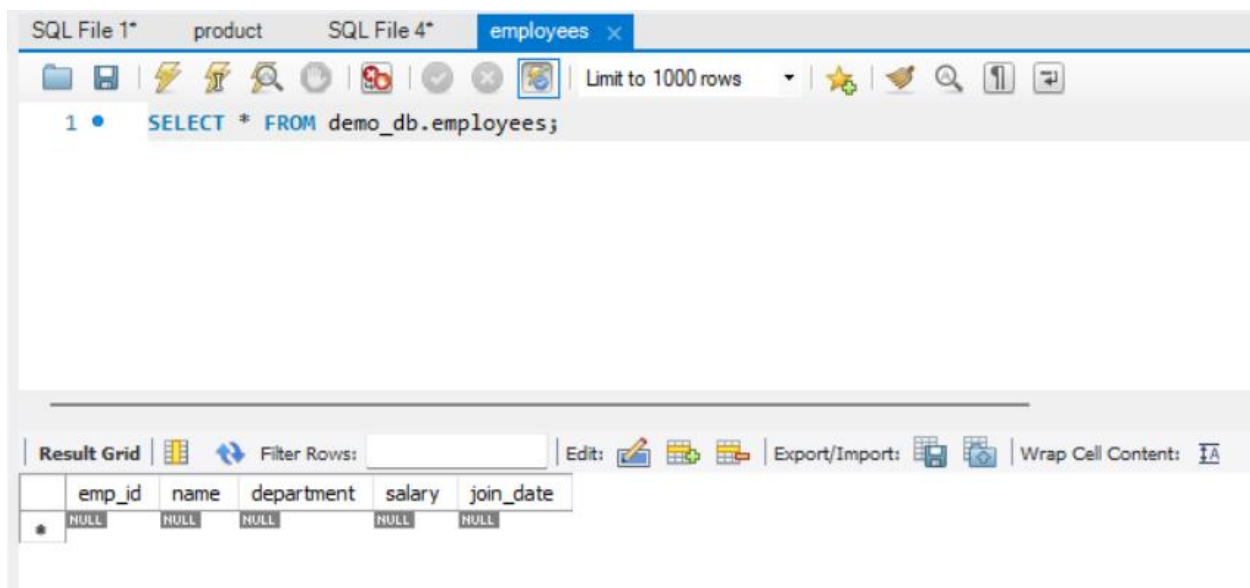 SQL File 1* product SQL File 4* employees
Limit to 1000 rows
1 SELECT * FROM demo_db.employees;
Result Grid Filter Rows: Edit: Export/Import: Wrap Cell Content: IA
emp_id name department salary join_date
NULL NULL NULL NULL NULL